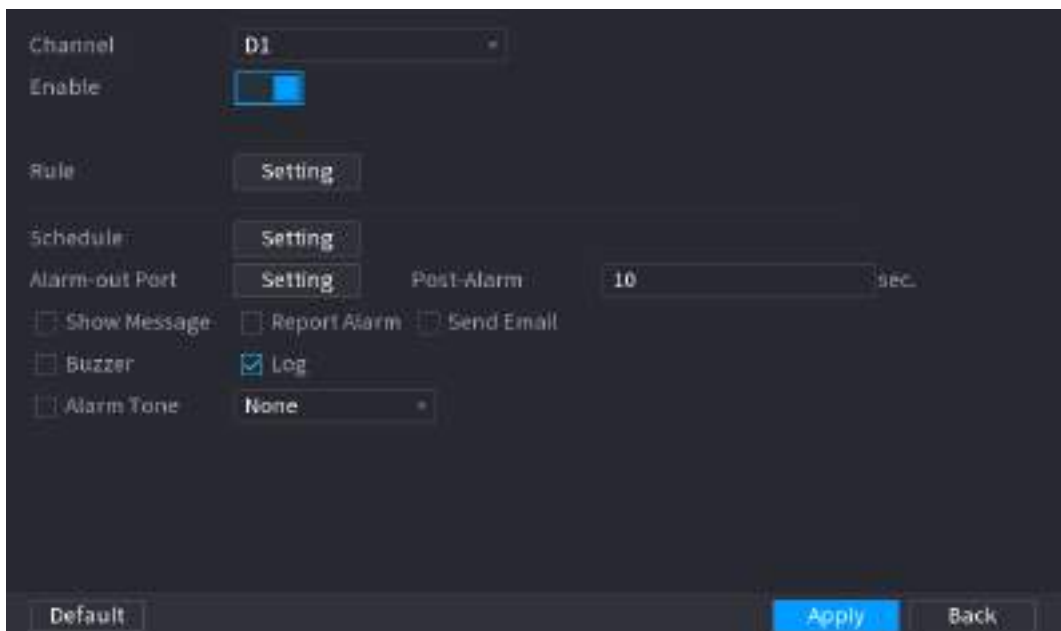 Channel D1
Enable
Rule Setting
Schedule Setting
Alarm-out Port Setting Post-Alarm 10 sec.
Show Message Report Alarm Send Email
Buzzer Log
Alarm Tone None
Default Apply Back